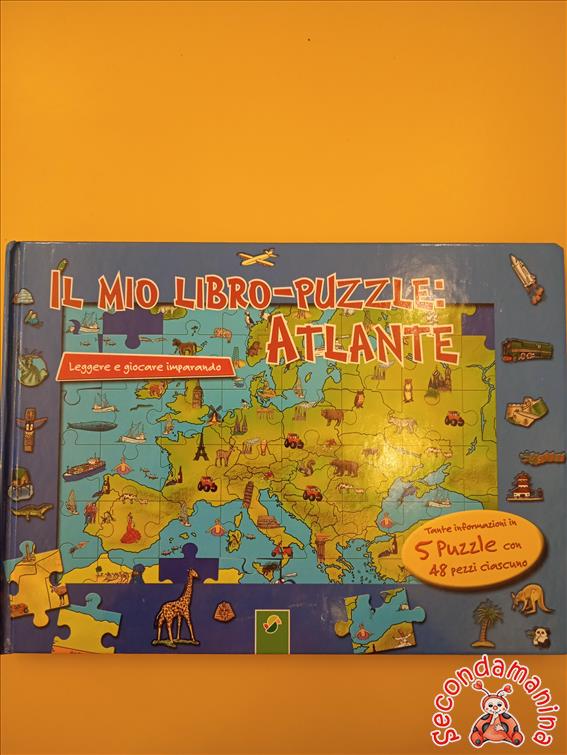 IL MIO LIBRO-PUZZLE:
ATLANTE
Leggere e giocare imparando
Tante informazioni in
5 Puzzle con
48 pezzi ciascuno
Secondamanina